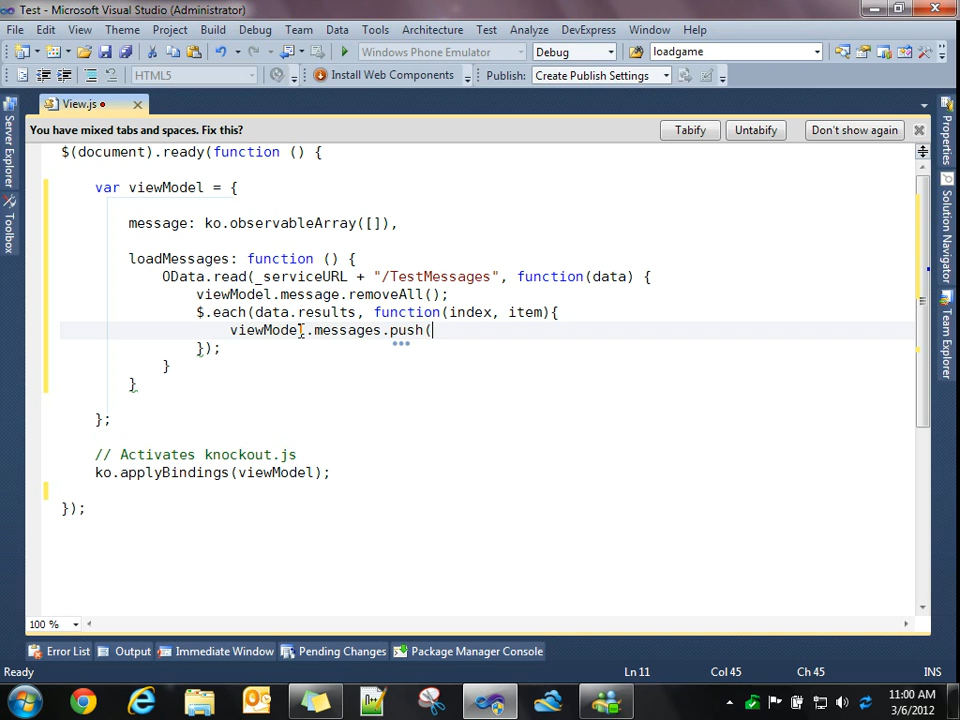 Test - Microsoft Visual Studio (Administrator)
File Edit View Theme Project Build Debug Team Data Tools Architecture Test Analyze DevExpress Window Help
Windows Phone Emulator Debug loadgame
HTML5 Install Web Components Publish: Create Publish Settings
View.js
You have mixed tabs and spaces. Fix this? Tabify Untabify Don't show again
Server Explorer
Toolbox
Properties
Solution Navigator
Team Explorer
$(document).ready(function () {
var viewModel = {
message: ko.observableArray([]),
loadMessages: function () {
OData.read(_serviceURL + "/TestMessages", function(data) {
viewModel.message.removeAll();
$.each(data.results, function(index, item){
viewModel.messages.push(
});
}
}
};
// Activates knockout.js
ko.applyBindings(viewModel);
});
100 %
Error List Output Immediate Window Pending Changes Package Manager Console
Ready Ln 11 Col 45 Ch 45 INS
11:00 AM
3/6/2012